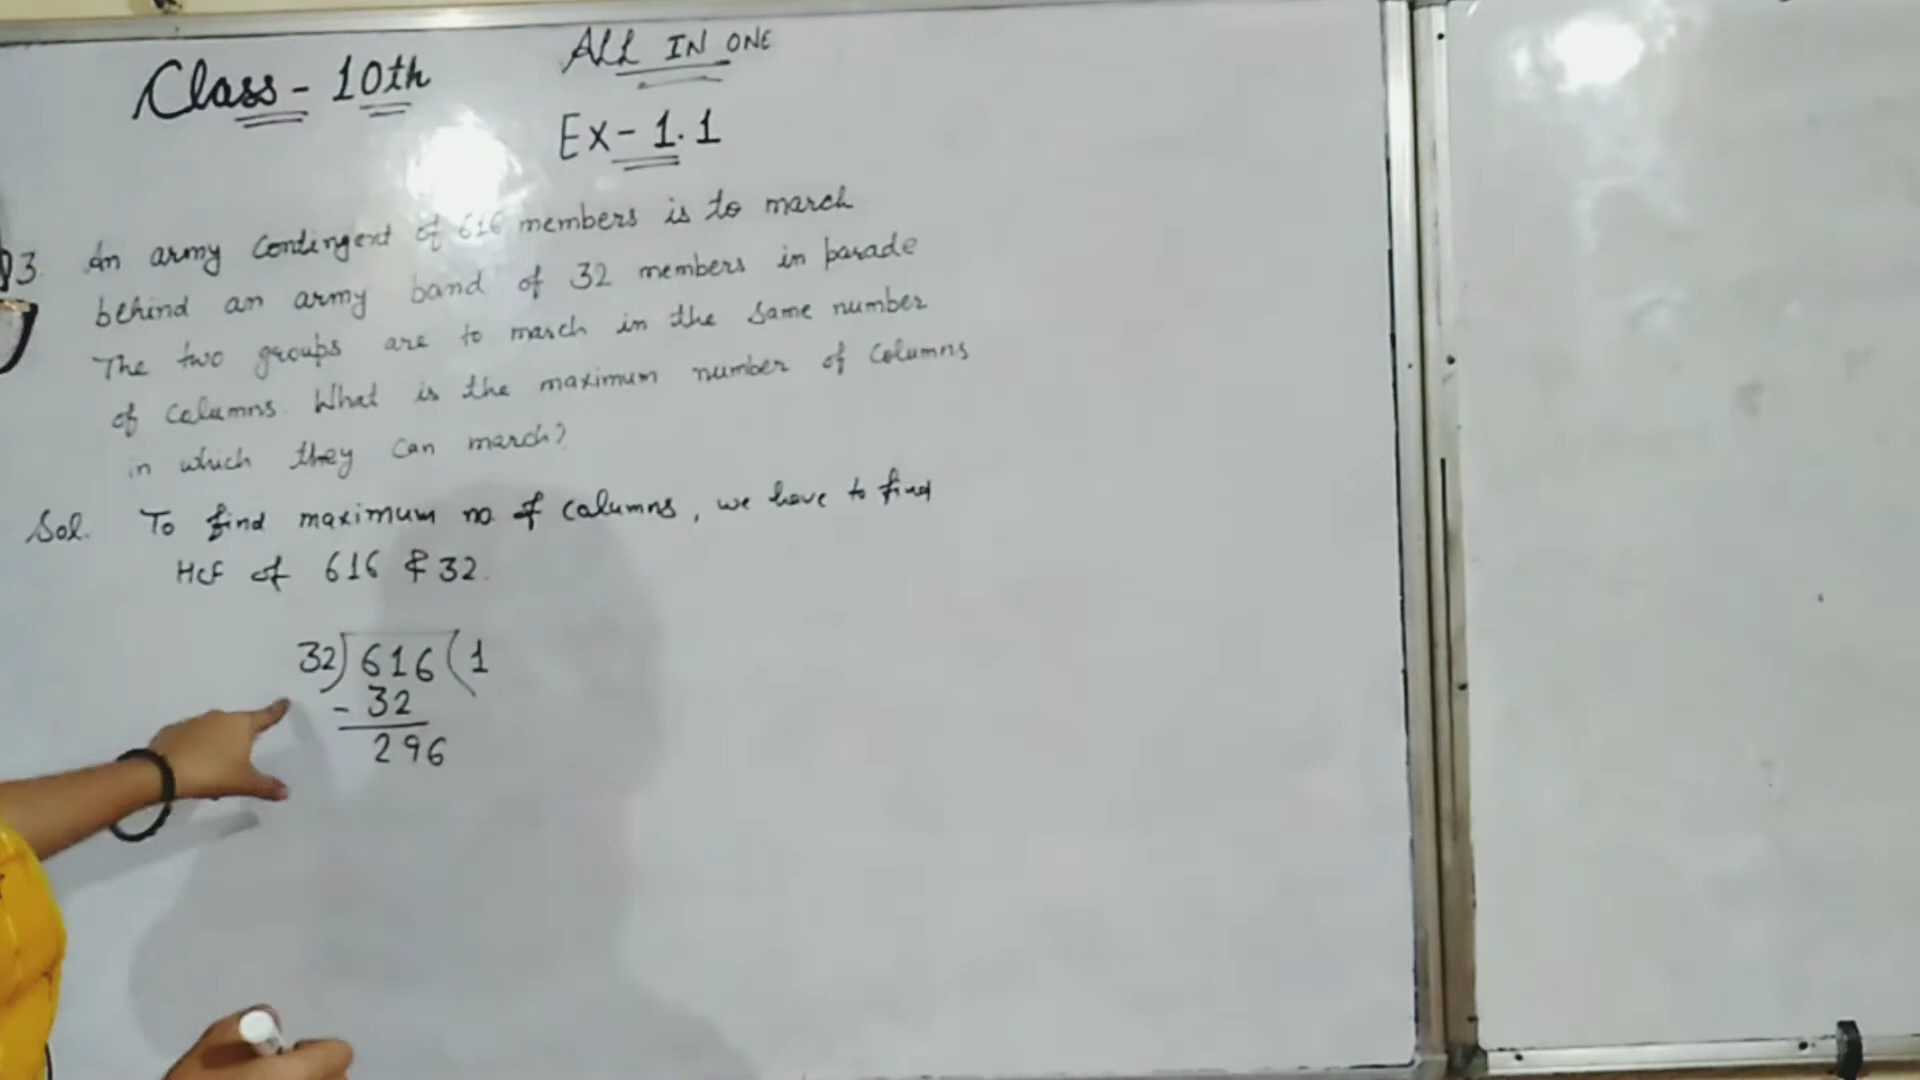 Class - 10th
ALL IN ONE
Ex - 1.1
Q3. An army contingent of 616 members is to march
behind an army band of 32 members in parade
The two groups are to march in the same number
of columns. What is the maximum number of columns
in which they can march?
Sol. To find maximum no. of columns, we have to find
HCF of 616 & 32.
32)616(1
- 32
296